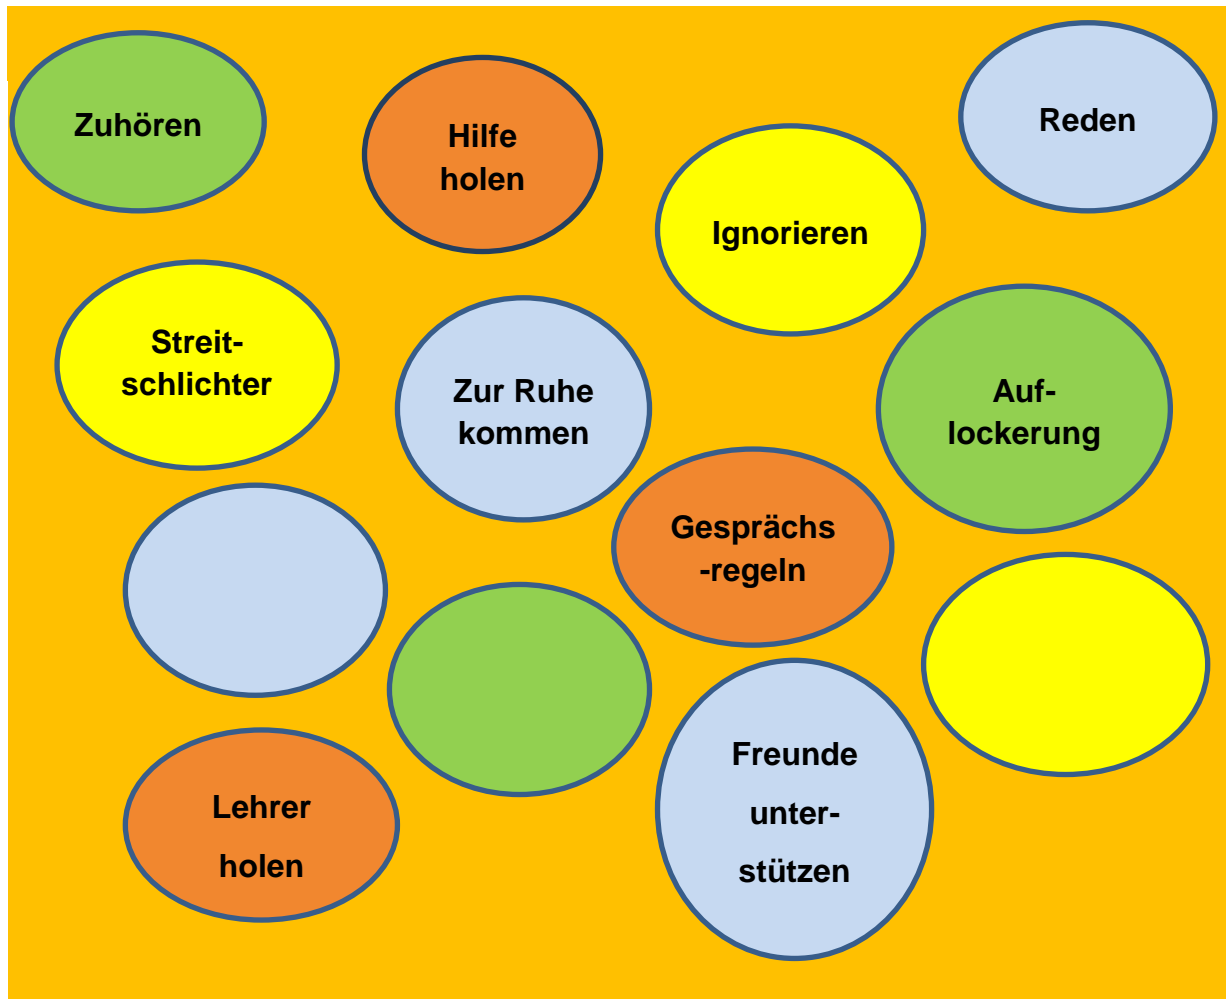 Zuhören
Hilfe
holen
Reden
Ignorieren
Streit-
schlichter
Zur Ruhe
kommen
Auf-
lockerung
Gesprächs
-regeln
Lehrer
holen
Freunde
unter-
stützen